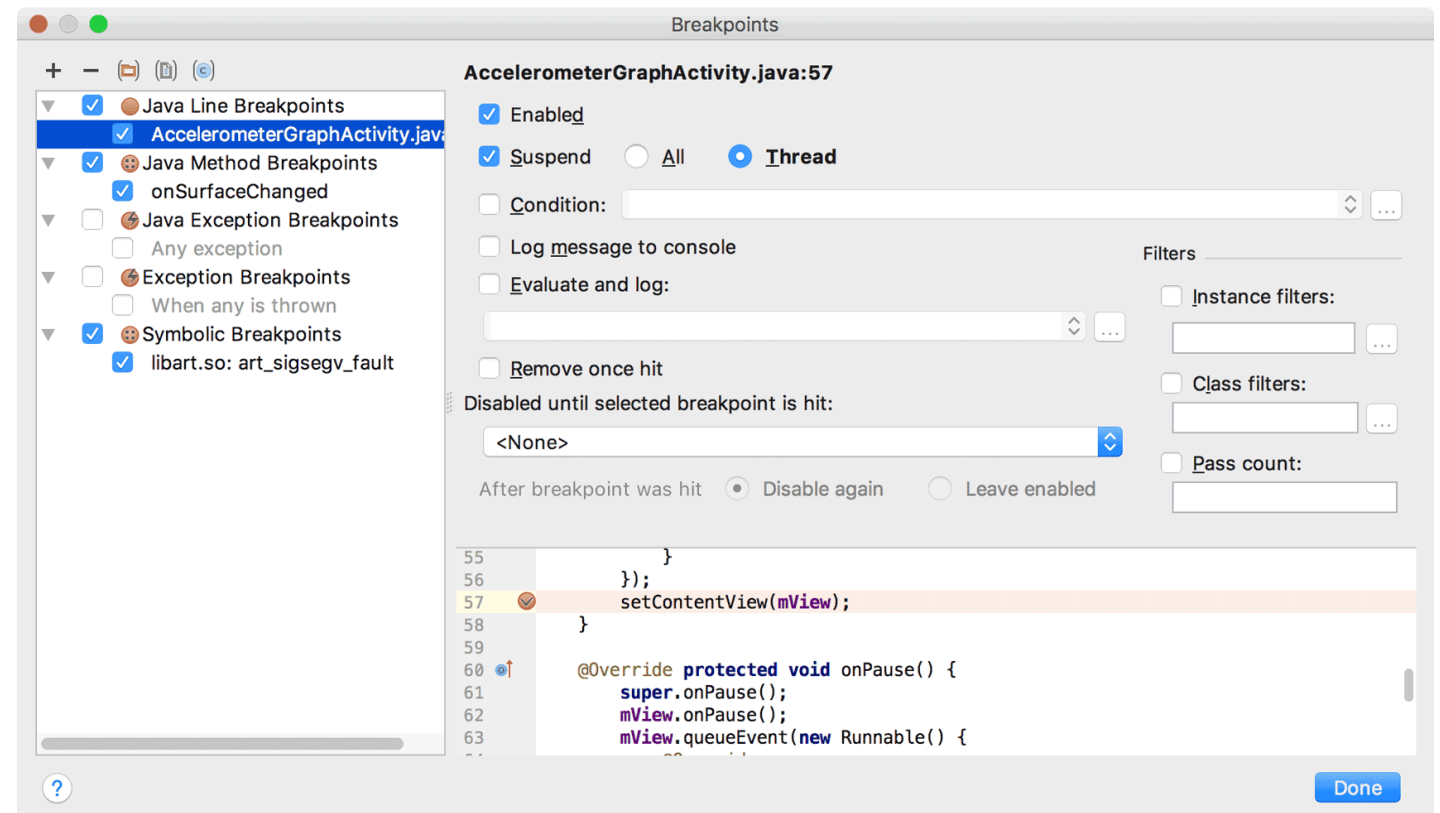 Breakpoints
Java Line Breakpoints
AccelerometerGraphActivity.java
Java Method Breakpoints
onSurfaceChanged
Java Exception Breakpoints
Any exception
Exception Breakpoints
When any is thrown
Symbolic Breakpoints
libart.so: art_sigsegv_fault
AccelerometerGraphActivity.java:57
Enabled
Suspend All Thread
Condition: ...
Log message to console
Evaluate and log:
...
Remove once hit
Disabled until selected breakpoint is hit:
<None>
After breakpoint was hit Disable again Leave enabled
Filters
Instance filters:
...
Class filters:
...
Pass count:
55 }
56 });
57 setContentView(mView);
58 }
59
60 @Override protected void onPause() {
61 super.onPause();
62 mView.onPause();
63 mView.queueEvent(new Runnable() {
? Done